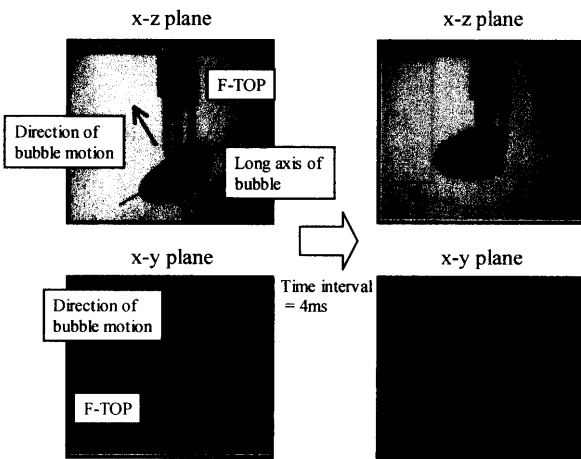 x-z plane
x-z plane
F-TOP
Direction of
bubble motion
Long axis of
bubble
x-y plane
x-y plane
Time interval
= 4ms
Direction of
bubble motion
F-TOP